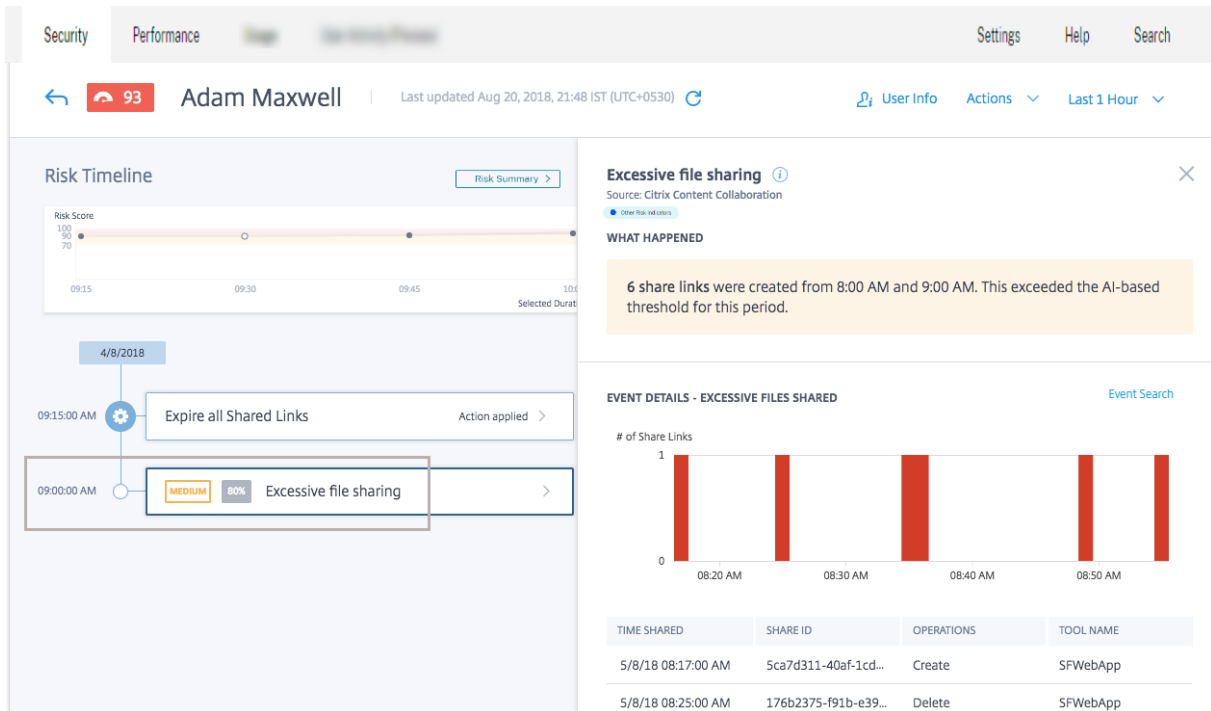 Security Performance Settings Help Search
93 Adam Maxwell Last updated Aug 20, 2018, 21:48 IST (UTC+0530) User Info Actions Last 1 Hour
Risk Timeline
Risk Summary >
Risk Score
100
90
70
09:15 09:30 09:45 10:0
Selected Durat
4/8/2018
09:15:00 AM Expire all Shared Links Action applied
09:00:00 AM MEDIUM 80% Excessive file sharing
Excessive file sharing i
Source: Citrix Content Collaboration
Other Risk Indicators
WHAT HAPPENED
6 share links were created from 8:00 AM and 9:00 AM. This exceeded the AI-based
threshold for this period.
EVENT DETAILS - EXCESSIVE FILES SHARED Event Search
# of Share Links
1
0
08:20 AM 08:30 AM 08:40 AM 08:50 AM
TIME SHARED SHARE ID OPERATIONS TOOL NAME
5/8/18 08:17:00 AM 5ca7d311-40af-1cd... Create SFWebApp
5/8/18 08:25:00 AM 176b2375-f91b-e39... Delete SFWebApp